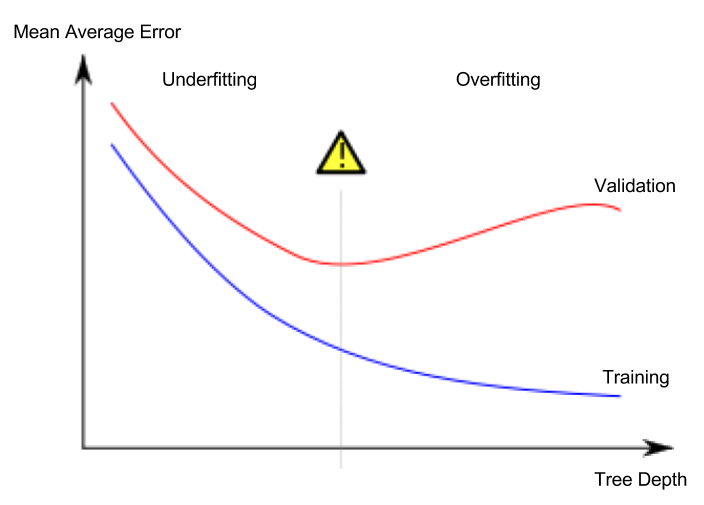 Mean Average Error
Underfitting
Overfitting
!
Validation
Training
Tree Depth